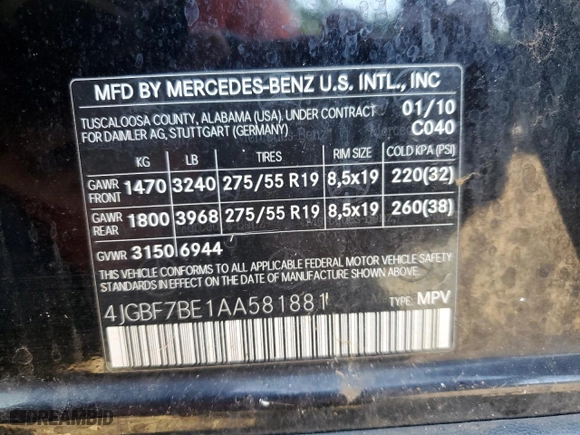 MFD BY MERCEDES-BENZ U.S. INTL., INC
TUSCALOOSA COUNTY, ALABAMA (USA). UNDER CONTRACT 01/10
FOR DAIMLER AG, STUTTGART (GERMANY) C040
KG LB TIRES RIM SIZE COLD KPA (PSI)
GAWR FRONT 1470 3240 275/55 R19 8,5x19 220(32)
GAWR REAR 1800 3968 275/55 R19 8,5x19 260(38)
GVWR 3150 6944
THIS VEHICLE CONFORMS TO ALL APPLICABLE FEDERAL MOTOR VEHICLE SAFETY
STANDARDS IN EFFECT ON THE DATE OF MANUFACTURE SHOWN ABOVE.
4JGBF7BE1AA581881 TYPE: MPV
DREAMBID